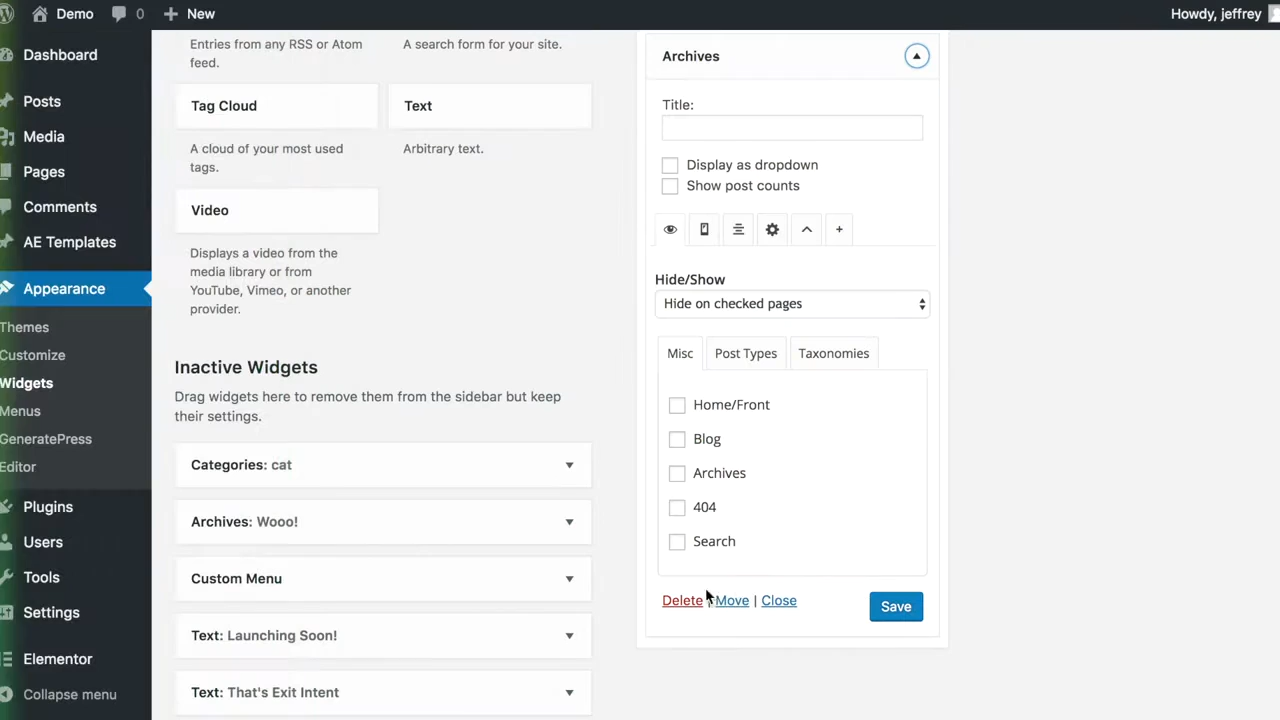 Demo
0
New
Howdy, jeffrey
Dashboard
Posts
Media
Pages
Comments
AE Templates
Appearance
Themes
Customize
Widgets
Menus
GeneratePress
Editor
Plugins
Users
Tools
Settings
Elementor
Collapse menu
Entries from any RSS or Atom
feed.
A search form for your site.
Tag Cloud
Text
A cloud of your most used
tags.
Arbitrary text.
Video
Displays a video from the
media library or from
YouTube, Vimeo, or another
provider.
Inactive Widgets
Drag widgets here to remove them from the sidebar but keep
their settings.
Categories: cat
Archives: Wooo!
Custom Menu
Text: Launching Soon!
Text: That's Exit Intent
Archives
Title:
Display as dropdown
Show post counts
+
Hide/Show
Hide on checked pages
Misc
Post Types
Taxonomies
Home/Front
Blog
Archives
404
Search
Delete | Move | Close
Save